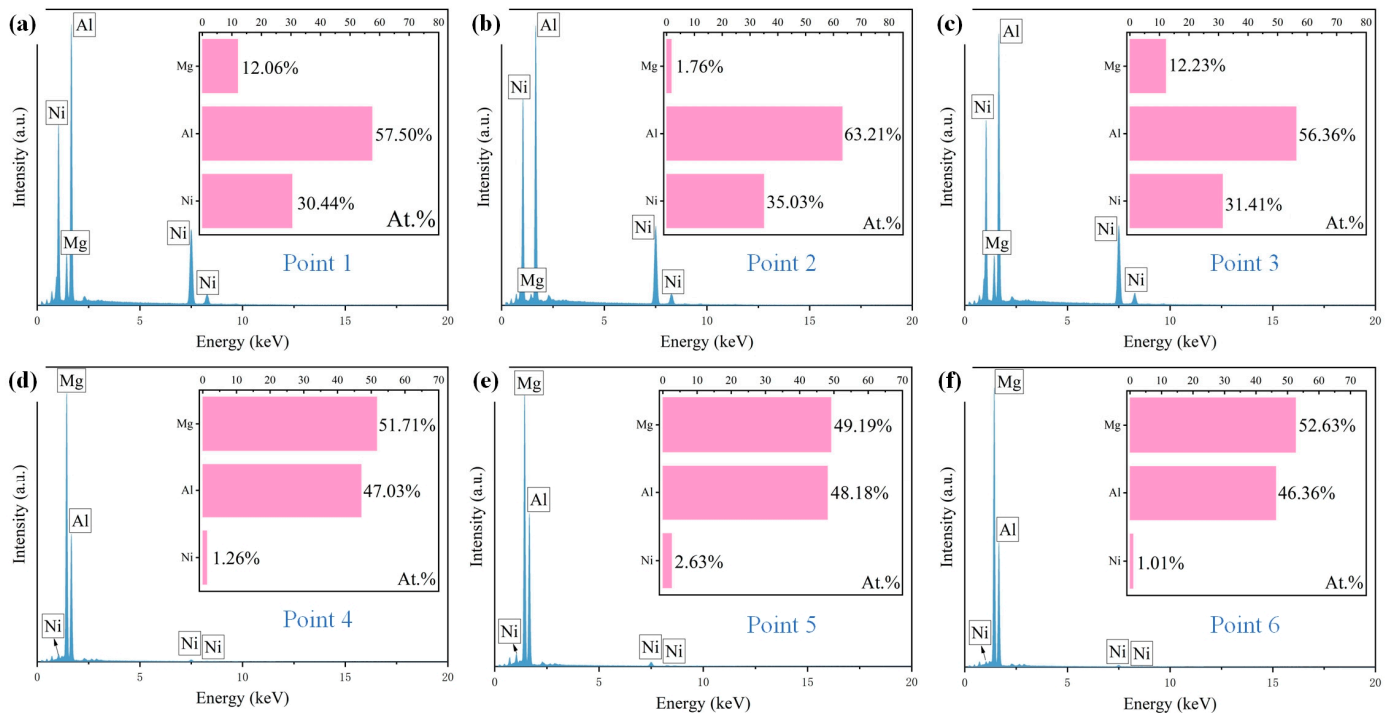 (a)
Al
Ni
Mg
Ni
Ni
0 10 20 30 40 50 60 70 80
Mg 12.06%
Al 57.50%
Ni 30.44%
At.%
Point 1
Intensity (a.u.)
0 5 10 15 20
Energy (keV)
(b)
Al
Ni
Mg
Ni
Ni
0 10 20 30 40 50 60 70 80
Mg 1.76%
Al 63.21%
Ni 35.03%
At.%
Point 2
Intensity (a.u.)
0 5 10 15 20
Energy (keV)
(c)
Al
Ni
Mg
Ni
Ni
0 10 20 30 40 50 60 70 80
Mg 12.23%
Al 56.36%
Ni 31.41%
At.%
Point 3
Intensity (a.u.)
0 5 10 15 20
Energy (keV)
(d)
Mg
Al
Ni
Ni Ni
0 10 20 30 40 50 60 70
Mg 51.71%
Al 47.03%
Ni 1.26%
At.%
Point 4
Intensity (a.u.)
0 5 10 15 20
Energy (keV)
(e)
Mg
Al
Ni
Ni Ni
0 10 20 30 40 50 60 70
Mg 49.19%
Al 48.18%
Ni 2.63%
At.%
Point 5
Intensity (a.u.)
0 5 10 15 20
Energy (keV)
(f)
Mg
Al
Ni
Ni Ni
0 10 20 30 40 50 60 70
Mg 52.63%
Al 46.36%
Ni 1.01%
At.%
Point 6
Intensity (a.u.)
0 5 10 15 20
Energy (keV)